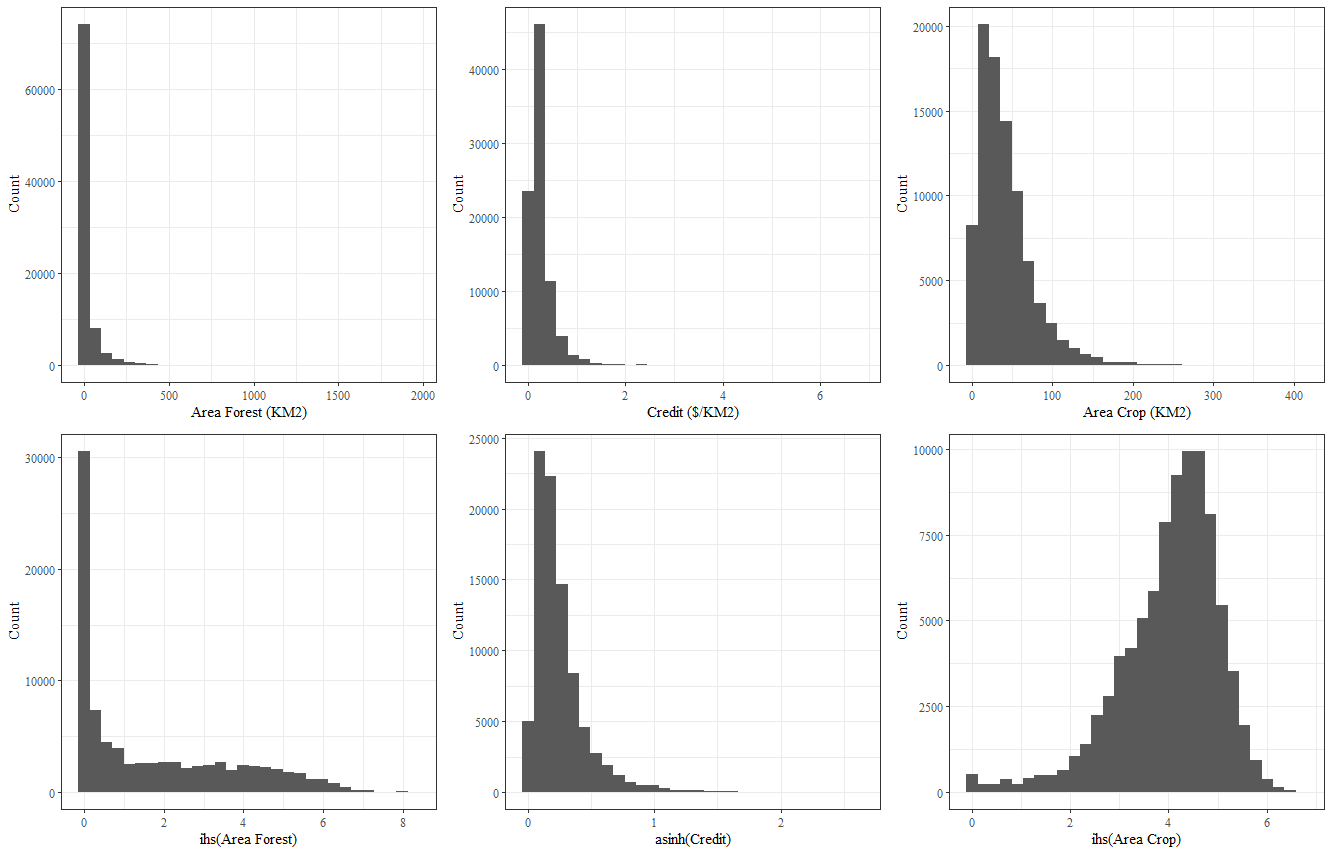 Count
60000
40000
20000
0
0 500 1000 1500 2000
Area Forest (KM2)
Count
40000
30000
20000
10000
0
0 2 4 6
Credit ($/KM2)
Count
20000
15000
10000
5000
0
0 100 200 300 400
Area Crop (KM2)
Count
30000
20000
10000
0
0 2 4 6 8
ihs(Area Forest)
Count
25000
20000
15000
10000
5000
0
0 1 2
asinh(Credit)
Count
10000
7500
5000
2500
0
0 2 4 6
ihs(Area Crop)